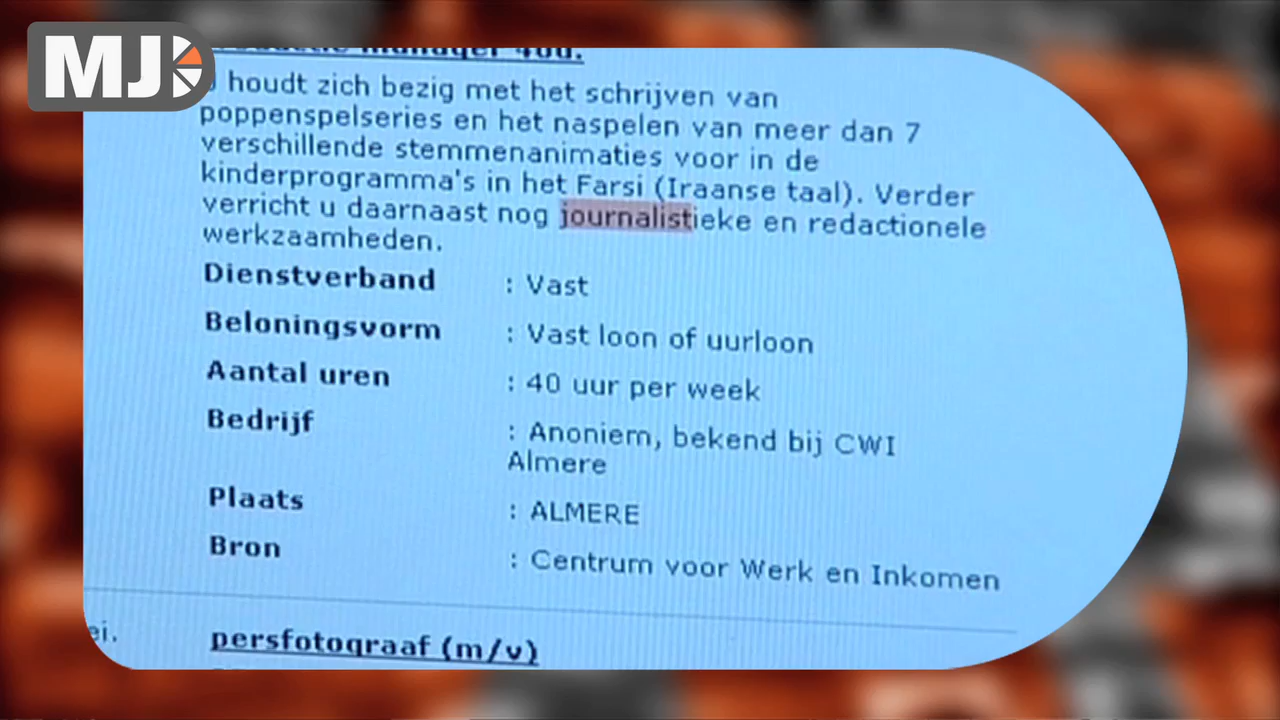 MJ
manager 40u.
houdt zich bezig met het schrijven van
poppenspelseries en het naspelen van meer dan 7
verschillende stemmenanimaties voor in de
kinderprogramma's in het Farsi (Iraanse taal). Verder
verricht u daarnaast nog journalistieke en redactionele
werkzaamheden.
Dienstverband : Vast
Beloningsvorm : Vast loon of uurloon
Aantal uren : 40 uur per week
Bedrijf : Anoniem, bekend bij CWI
Almere
Plaats : ALMERE
Bron : Centrum voor Werk en Inkomen
ei.
persfotograaf (m/v)